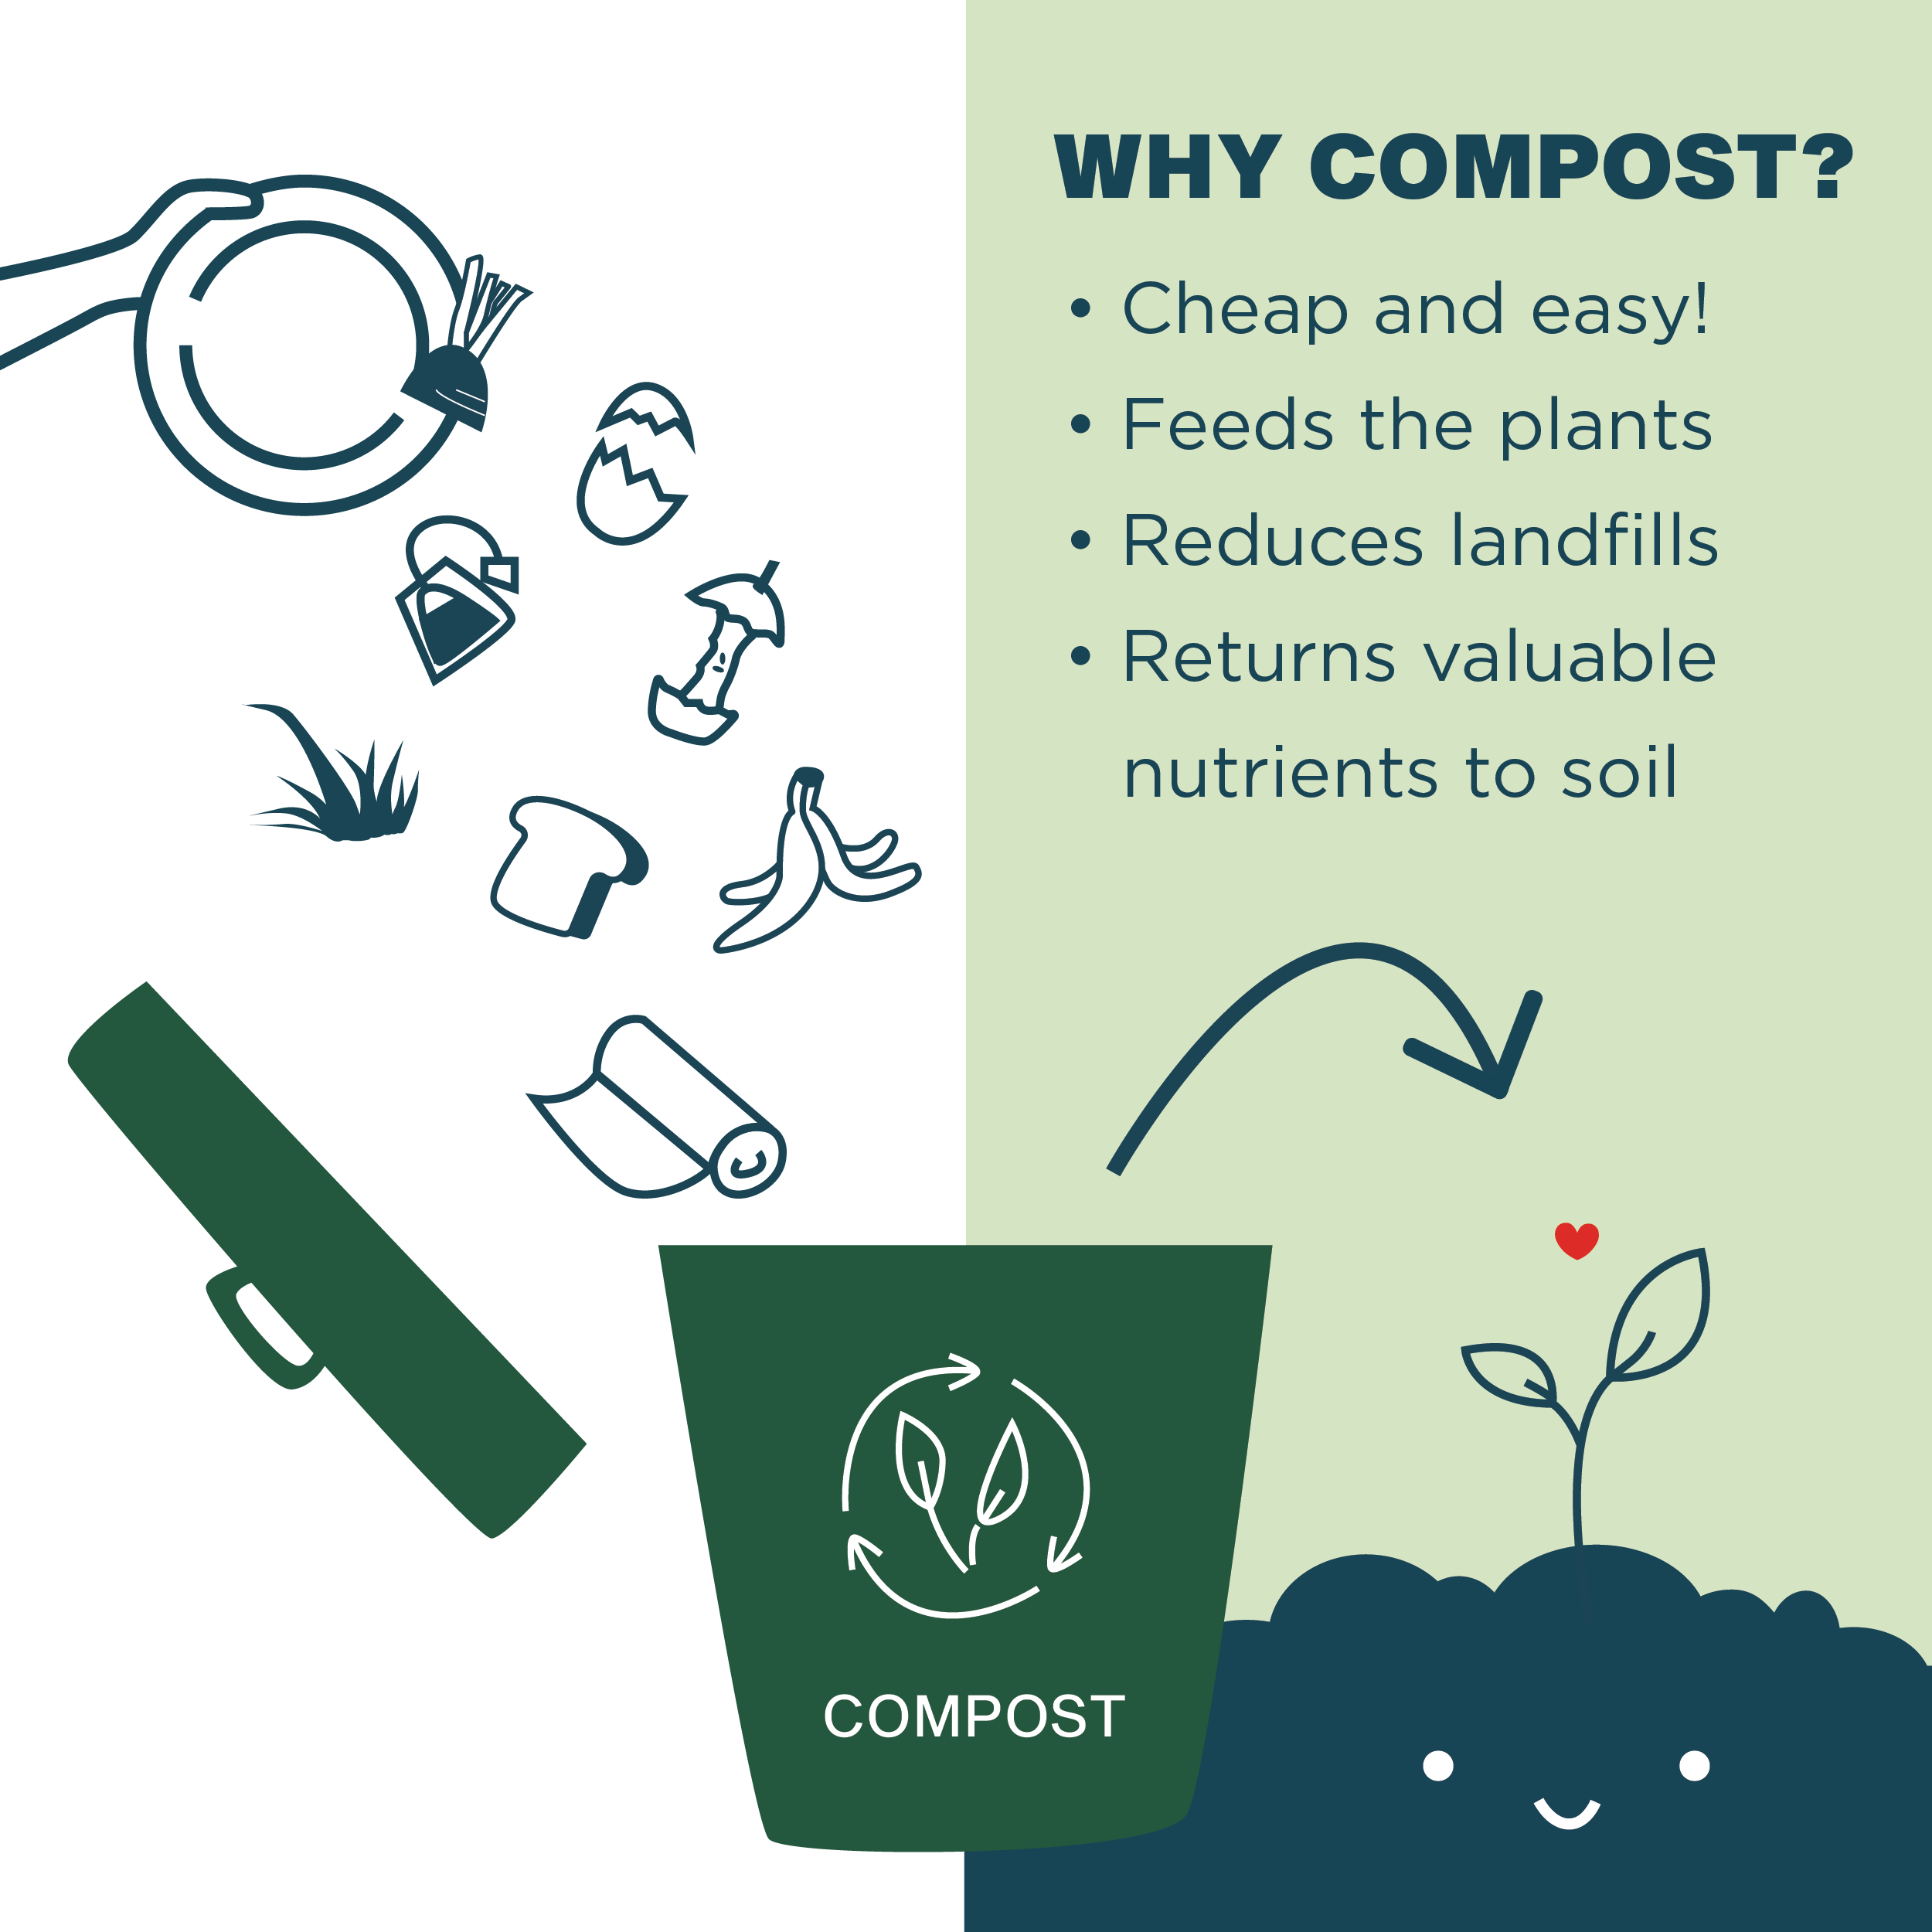 WHY COMPOST?
• Cheap and easy!
• Feeds the plants
• Reduces landfills
• Returns valuable
nutrients to soil
COMPOST